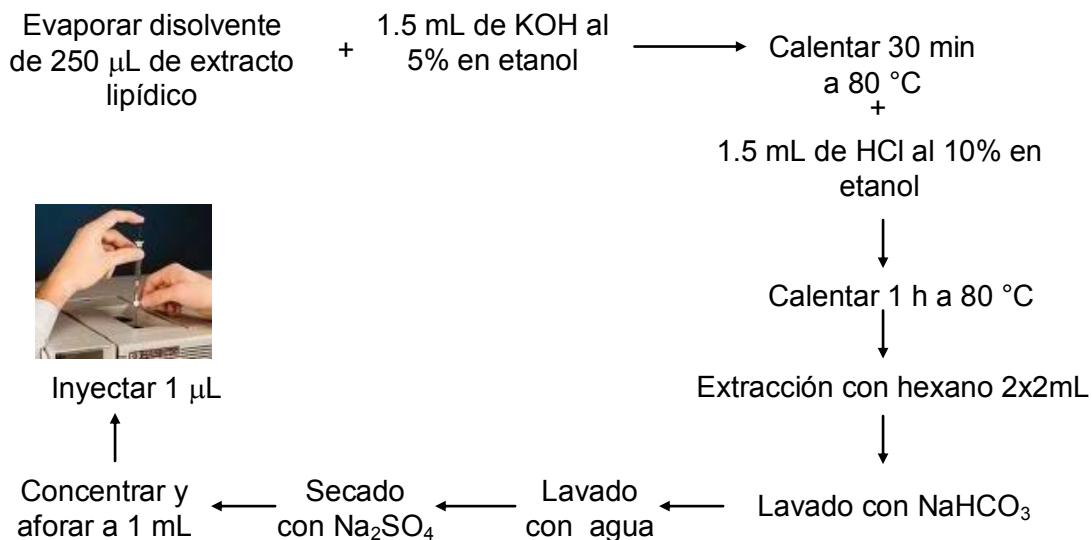 Evaporar disolvente
de 250 μL de extracto
lipídico
+
1.5 mL de KOH al
5% en etanol
Calentar 30 min
a 80 °C
+
1.5 mL de HCl al 10% en
etanol
Calentar 1 h a 80 °C
Extracción con hexano 2x2mL
Lavado con NaHCO₃
Lavado
con agua
Secado
con Na₂SO₄
Concentrar y
aforar a 1 mL
Inyectar 1 μL